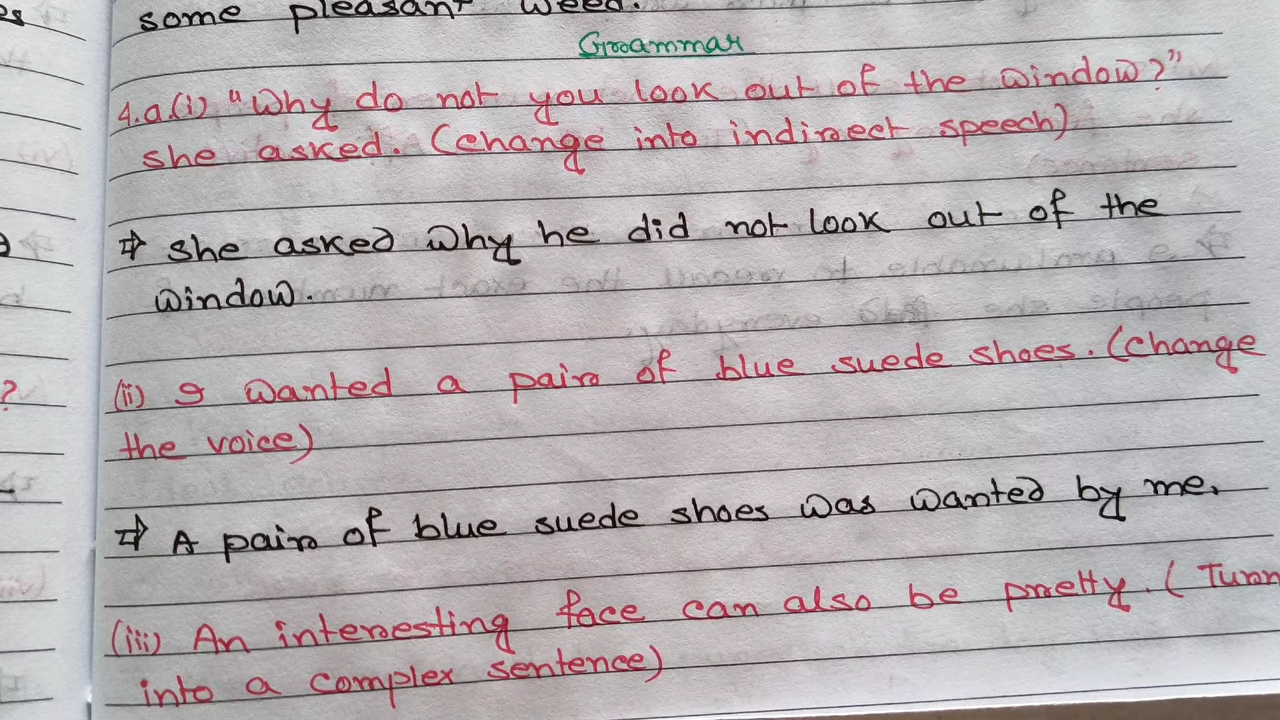 es
?
some pleasant weed.
Grammar
4.a.(i) "Why do not you look out of the window?"
she asked. (change into indirect speech)
⇒ She asked why he did not look out of the
window.
(ii) I wanted a pair of blue suede shoes. (change
the voice)
⇒ A pair of blue suede shoes was wanted by me.
(iii) An interesting face can also be pretty. (Turn
into a complex sentence)